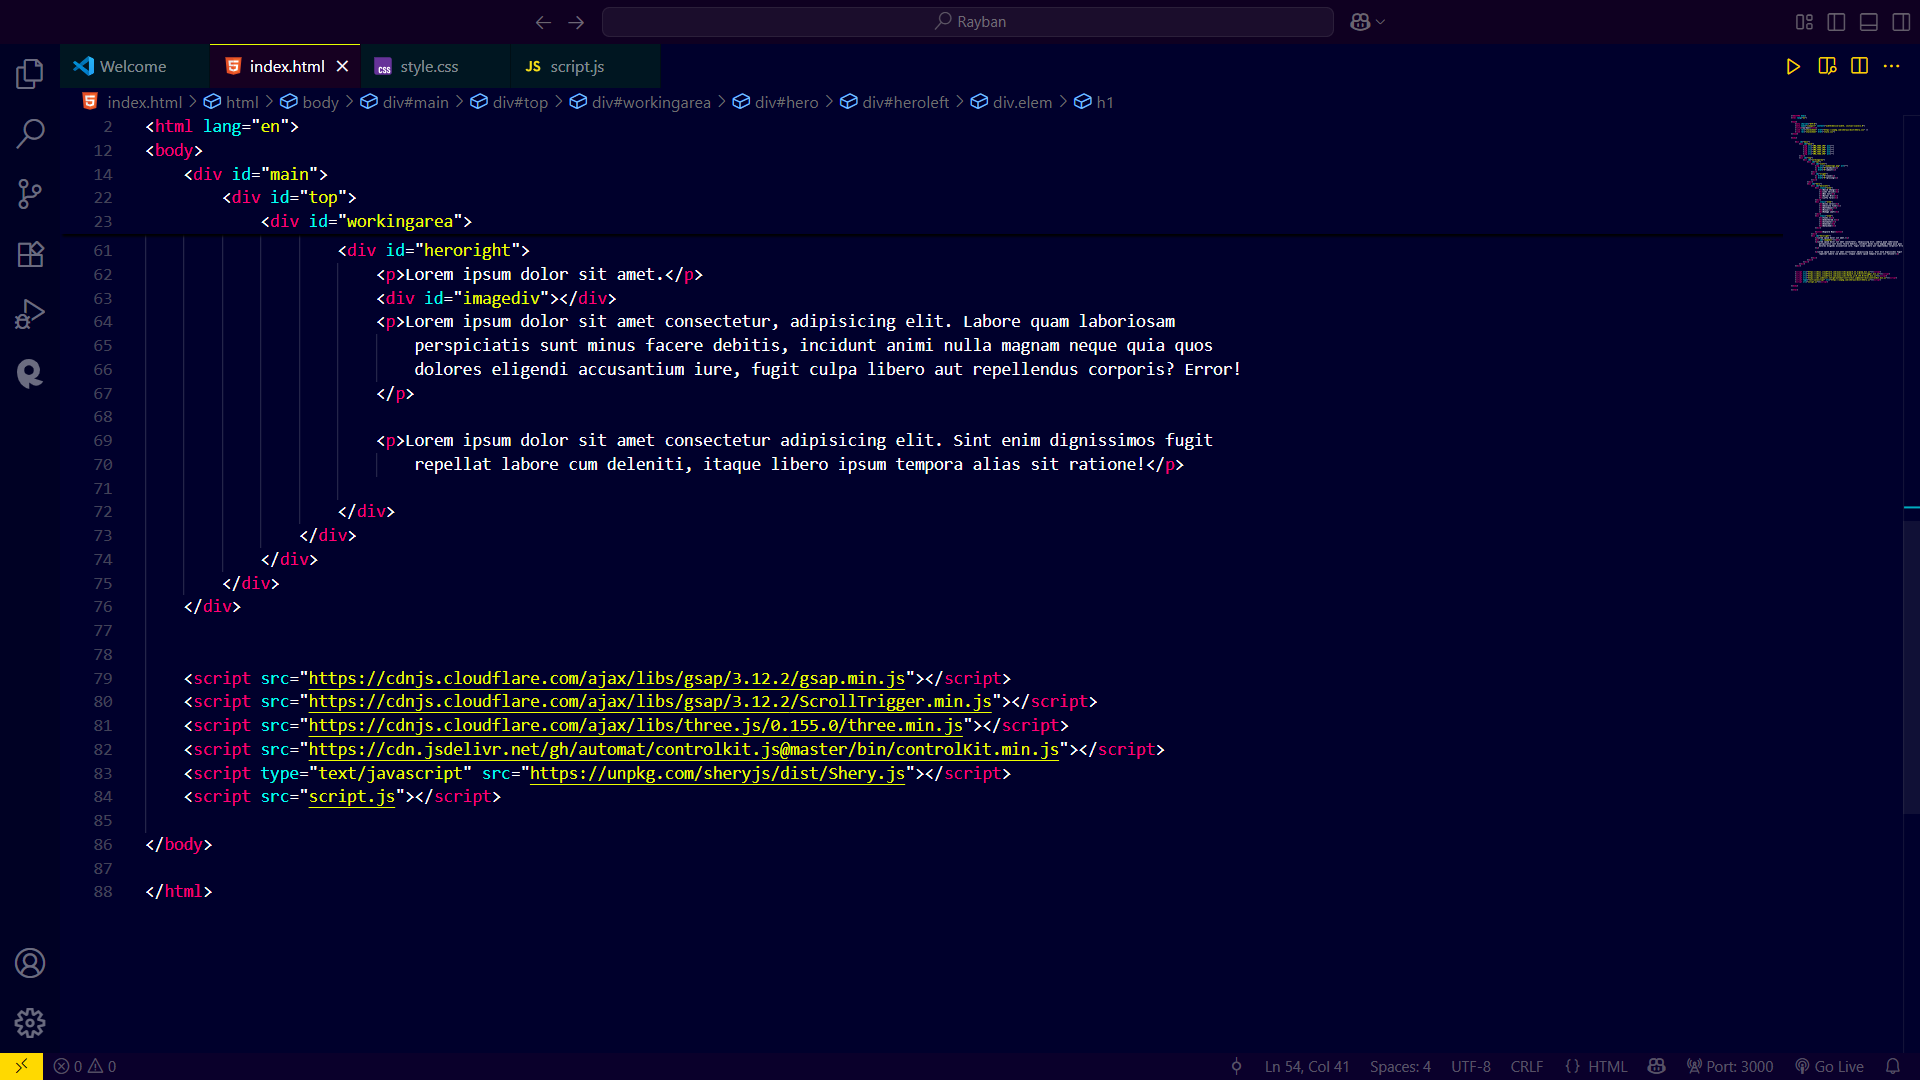 Rayban
Welcome
index.html
style.css
JS script.js
index.html > html > body > div#main > div#top > div#workingarea > div#hero > div#heroleft > div.elem > h1
2 <html lang="en">
12 <body>
14 <div id="main">
22 <div id="top">
23 <div id="workingarea">
61 <div id="heroright">
62 <p>Lorem ipsum dolor sit amet.</p>
63 <div id="imagediv"></div>
64 <p>Lorem ipsum dolor sit amet consectetur, adipisicing elit. Labore quam laboriosam
65 perspiciatis sunt minus facere debitis, incidunt animi nulla magnam neque quia quos
66 dolores eligendi accusantium iure, fugit culpa libero aut repellendus corporis? Error!
67 </p>
68
69 <p>Lorem ipsum dolor sit amet consectetur adipisicing elit. Sint enim dignissimos fugit
70 repellat labore cum deleniti, itaque libero ipsum tempora alias sit ratione!</p>
71
72 </div>
73 </div>
74 </div>
75 </div>
76 </div>
77
78
79 <script src="https://cdnjs.cloudflare.com/ajax/libs/gsap/3.12.2/gsap.min.js"></script>
80 <script src="https://cdnjs.cloudflare.com/ajax/libs/gsap/3.12.2/ScrollTrigger.min.js"></script>
81 <script src="https://cdnjs.cloudflare.com/ajax/libs/three.js/0.155.0/three.min.js"></script>
82 <script src="https://cdn.jsdelivr.net/gh/automat/controlkit.js@master/bin/controlKit.min.js"></script>
83 <script type="text/javascript" src="https://unpkg.com/sheryjs/dist/Shery.js"></script>
84 <script src="script.js"></script>
85
86 </body>
87
88 </html>
0 0 Ln 54, Col 41 Spaces: 4 UTF-8 CRLF {} HTML Port: 3000 Go Live